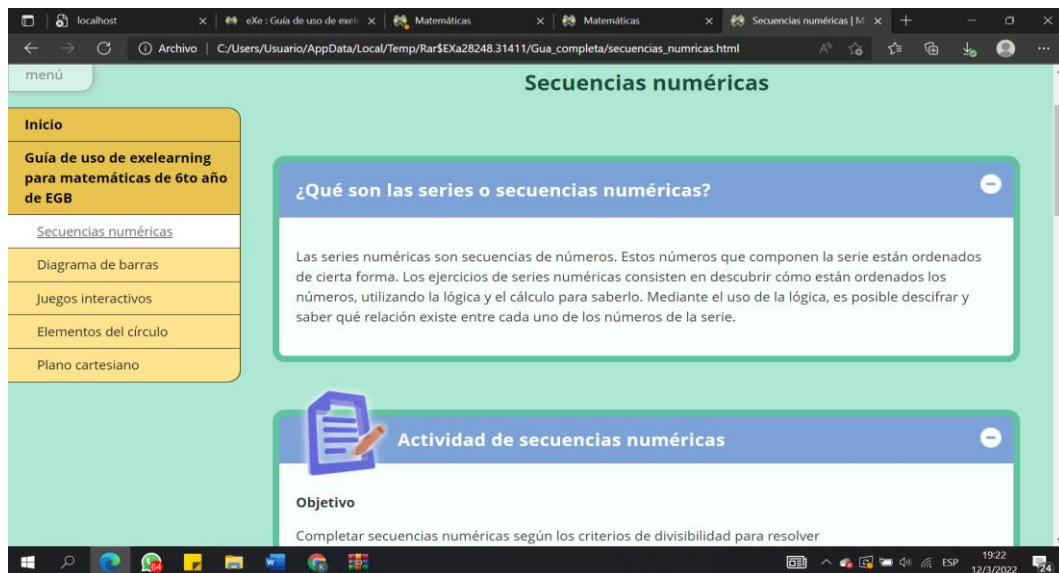 localhost
eXe : Guía de uso de exele
Matemáticas
Matemáticas
Secuencias numéricas | M
Archivo
C:/Users/Usuario/AppData/Local/Temp/Rar$EXa28248.31411/Gua_completa/secuencias_numricas.html
menú
Secuencias numéricas
Inicio
Guía de uso de exelearning
para matemáticas de 6to año
de EGB
Secuencias numéricas
Diagrama de barras
Juegos interactivos
Elementos del círculo
Plano cartesiano
¿Qué son las series o secuencias numéricas?
Las series numéricas son secuencias de números. Estos números que componen la serie están ordenados
de cierta forma. Los ejercicios de series numéricas consisten en descubrir cómo están ordenados los
números, utilizando la lógica y el cálculo para saberlo. Mediante el uso de la lógica, es posible descifrar y
saber qué relación existe entre cada uno de los números de la serie.
Actividad de secuencias numéricas
Objetivo
Completar secuencias numéricas según los criterios de divisibilidad para resolver
ESP
19:22
12/3/2022
24